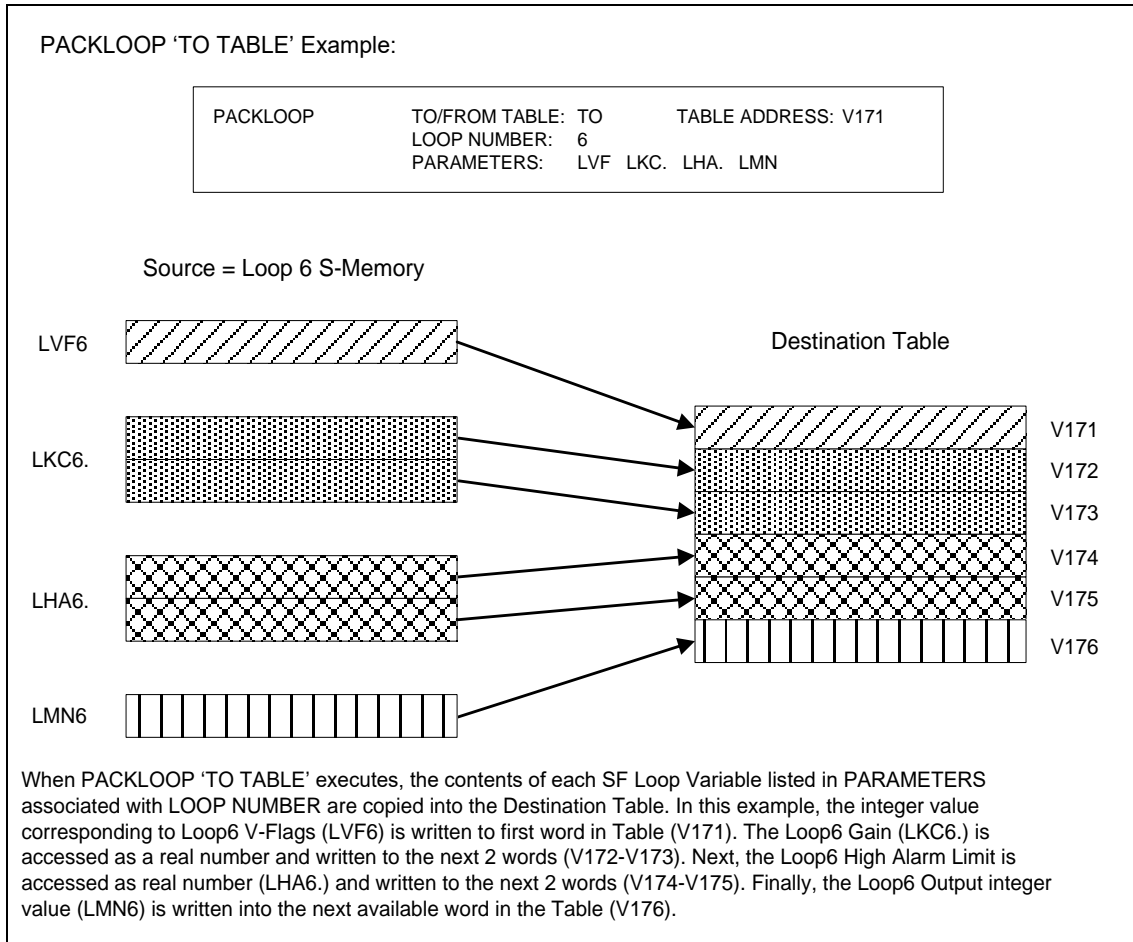 PACKLOOP ‘TO TABLE’ Example:
PACKLOOP TO/FROM TABLE: TO TABLE ADDRESS: V171
LOOP NUMBER: 6
PARAMETERS: LVF LKC. LHA. LMN
Source = Loop 6 S-Memory
Destination Table
LVF6
LKC6.
LHA6.
LMN6
V171
V172
V173
V174
V175
V176
When PACKLOOP ‘TO TABLE’ executes, the contents of each SF Loop Variable listed in PARAMETERS
associated with LOOP NUMBER are copied into the Destination Table. In this example, the integer value
corresponding to Loop6 V-Flags (LVF6) is written to first word in Table (V171). The Loop6 Gain (LKC6.) is
accessed as a real number and written to the next 2 words (V172-V173). Next, the Loop6 High Alarm Limit is
accessed as real number (LHA6.) and written to the next 2 words (V174-V175). Finally, the Loop6 Output integer
value (LMN6) is written into the next available word in the Table (V176).